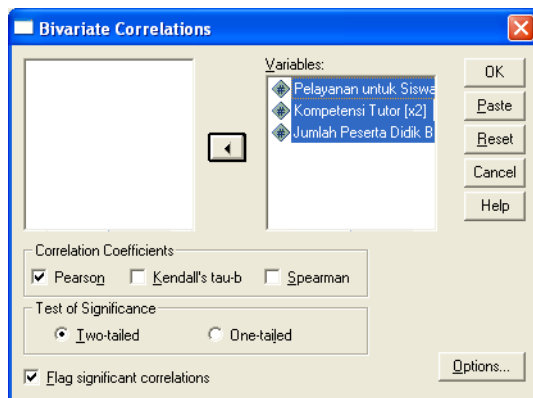 Bivariate Correlations
Variables:
Pelayanan untuk Siswa
Kompetensi Tutor [x2]
Jumlah Peserta Didik B
OK
Paste
Reset
Cancel
Help
Correlation Coefficients
Pearson Kendall's tau-b Spearman
Test of Significance
Two-tailed One-tailed
Flag significant correlations
Options...